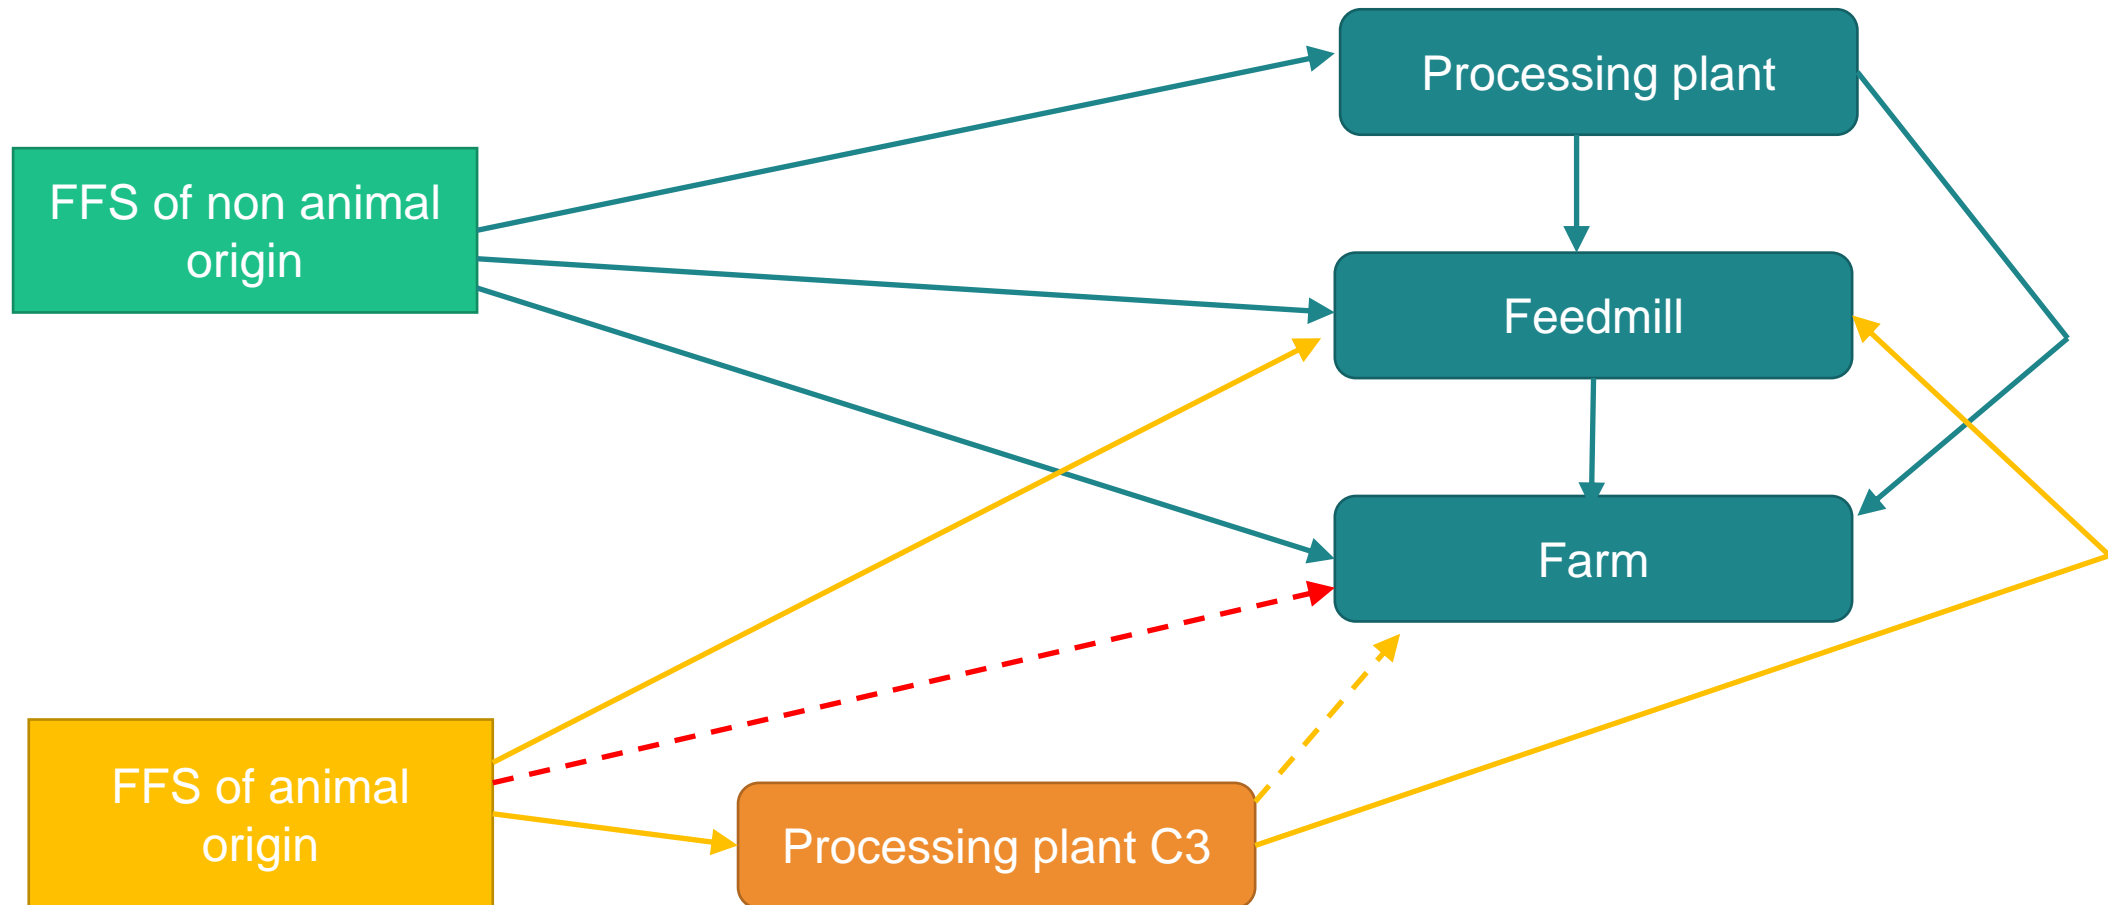 Processing plant
FFS of non animal
origin
Feedmill
Farm
FFS of animal
origin
Processing plant C3